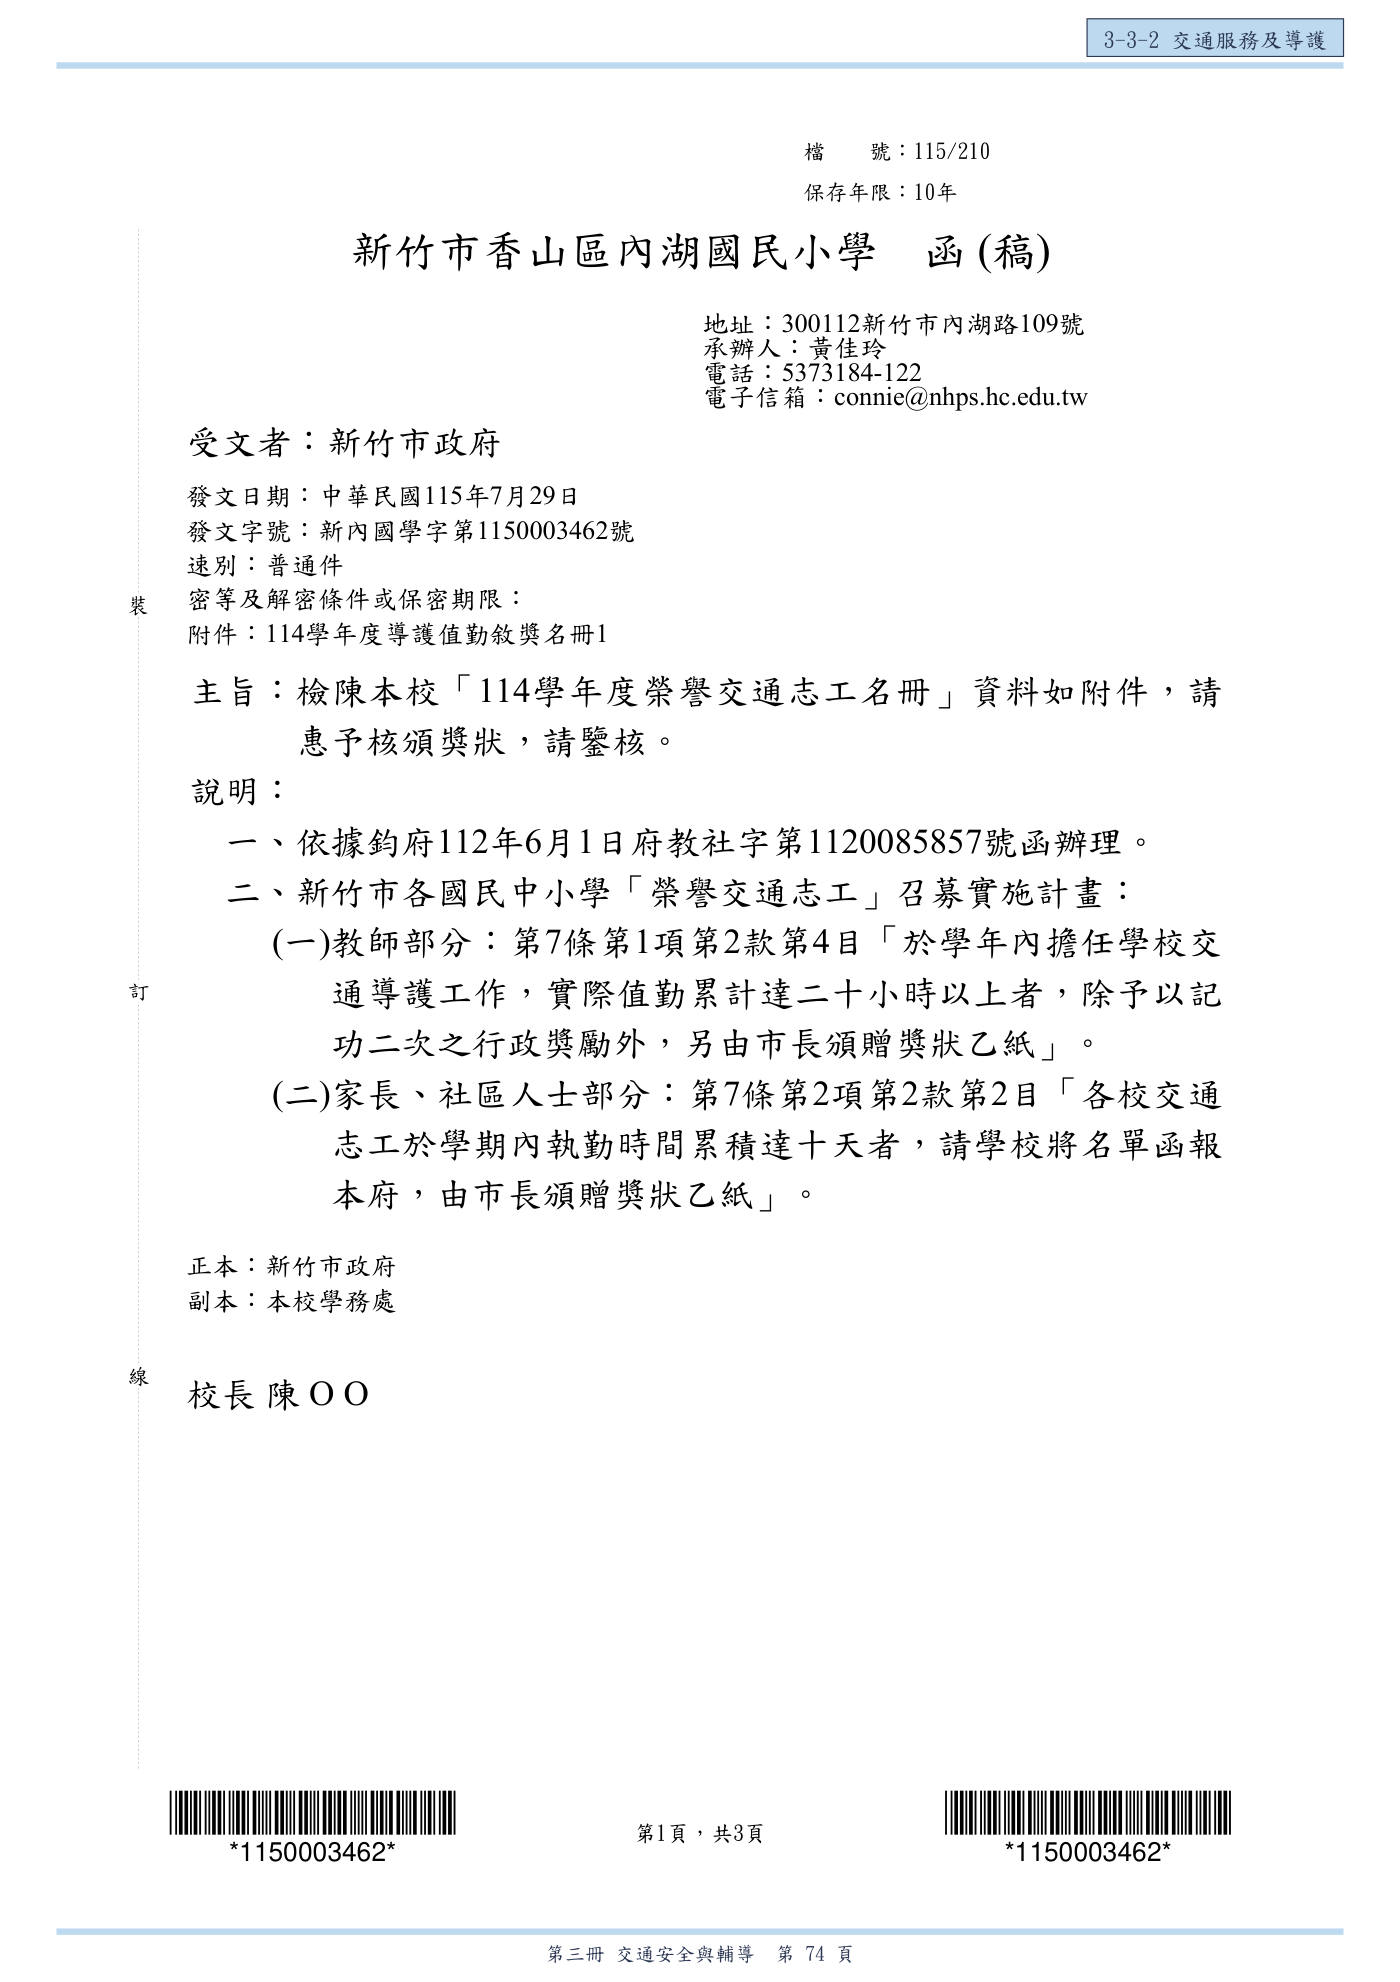 3-3-2 交通服務及導護
檔　　號：115/210
保存年限：10年
新竹市香山區內湖國民小學　函 (稿)
地址：300112新竹市內湖路109號
承辦人：黃佳玲
電話：5373184-122
電子信箱：connie@nhps.hc.edu.tw
受文者：新竹市政府
發文日期：中華民國115年7月29日
發文字號：新內國學字第1150003462號
速別：普通件
密等及解密條件或保密期限：
附件：114學年度導護值勤敘獎名冊1
主旨：檢陳本校「114學年度榮譽交通志工名冊」資料如附件，請
惠予核頒獎狀，請鑒核。
說明：
一、依據鈞府112年6月1日府教社字第1120085857號函辦理。
二、新竹市各國民中小學「榮譽交通志工」召募實施計畫：
(一)教師部分：第7條第1項第2款第4目「於學年內擔任學校交
通導護工作，實際值勤累計達二十小時以上者，除予以記
功二次之行政獎勵外，另由市長頒贈獎狀乙紙」。
(二)家長、社區人士部分：第7條第2項第2款第2目「各校交通
志工於學期內執勤時間累積達十天者，請學校將名單函報
本府，由市長頒贈獎狀乙紙」。
正本：新竹市政府
副本：本校學務處
校長 陳ＯＯ
裝
訂
線
*1150003462*
第1頁，共3頁
*1150003462*
第三冊 交通安全與輔導　第 74 頁